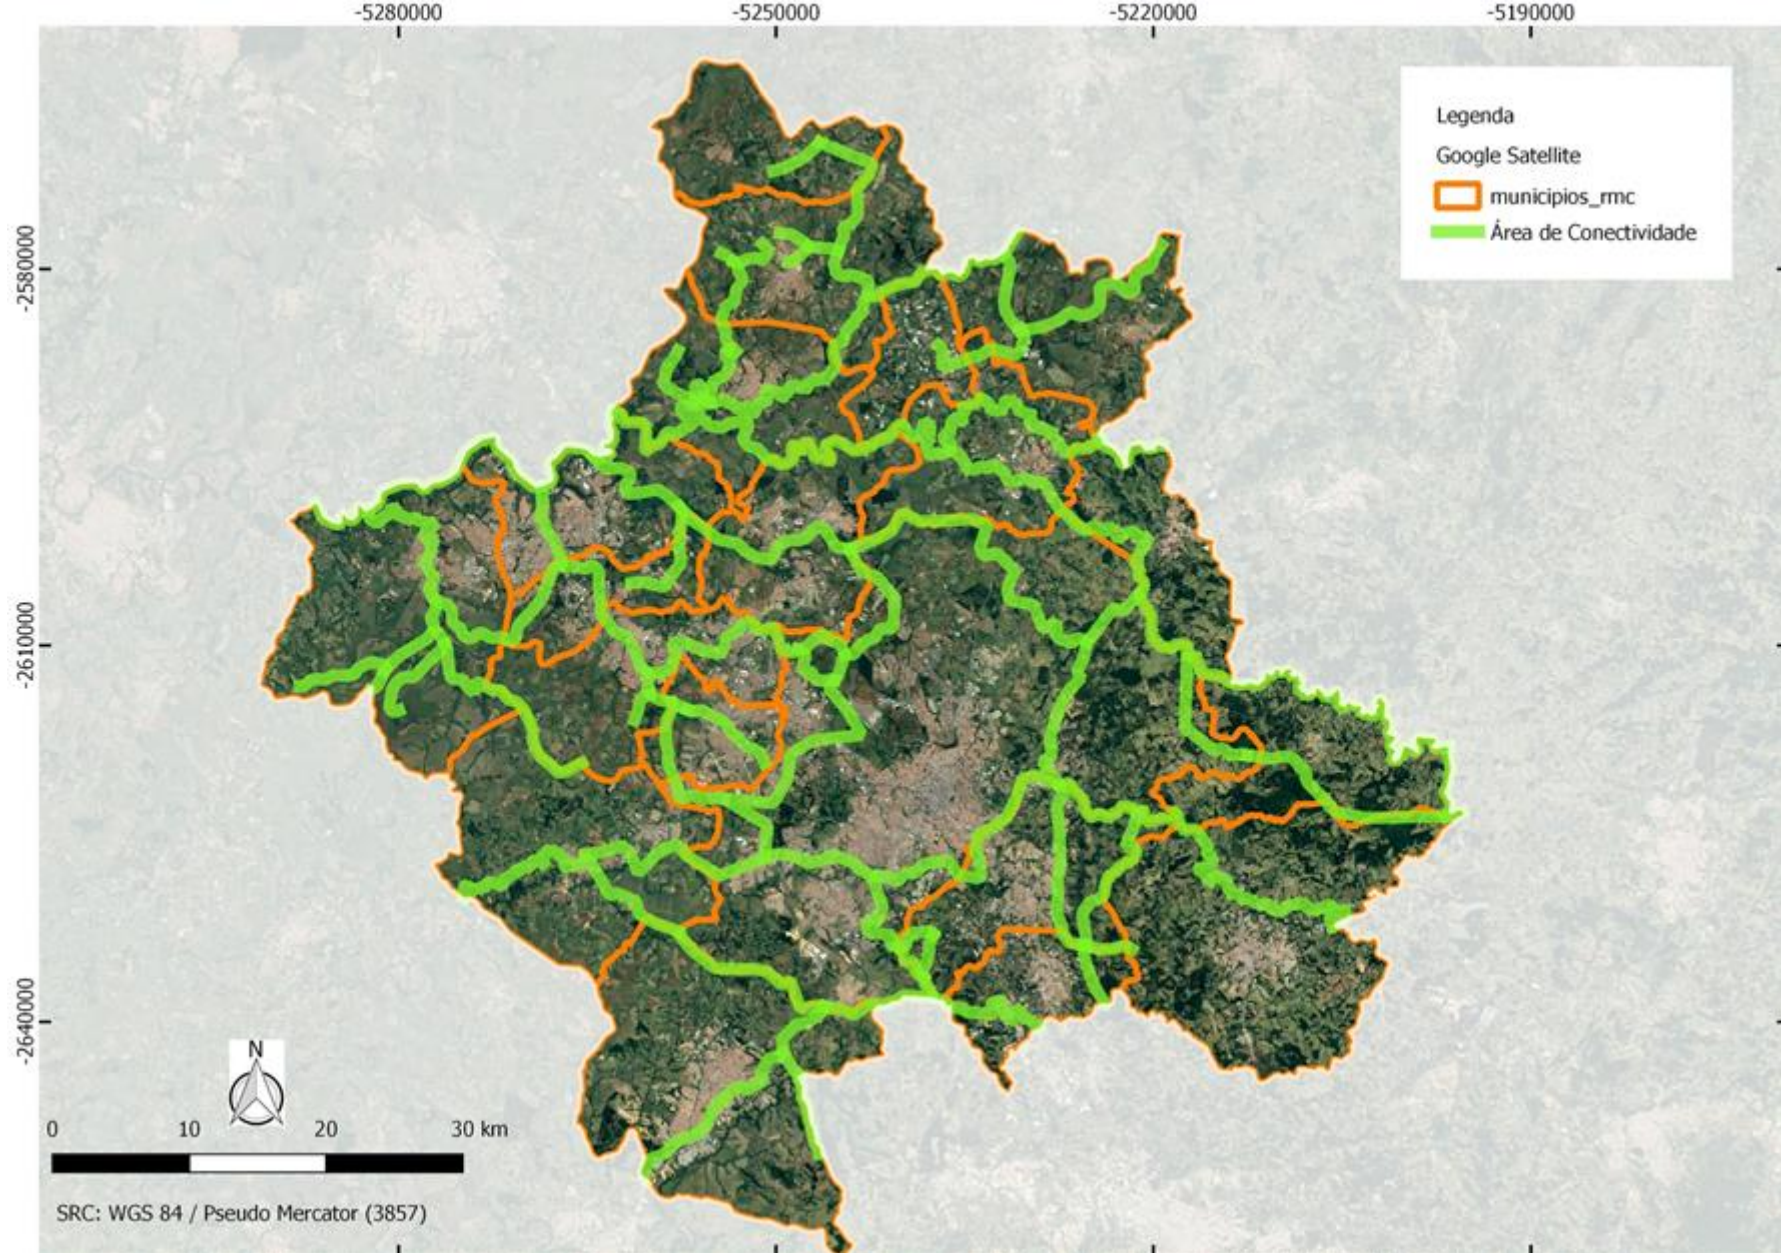 -5280000 -5250000 -5220000 -5190000
Legenda
Google Satellite
municipios_rmc
Área de Conectividade
-2580000
-2610000
-2640000
N
0 10 20 30 km
SRC: WGS 84 / Pseudo Mercator (3857)